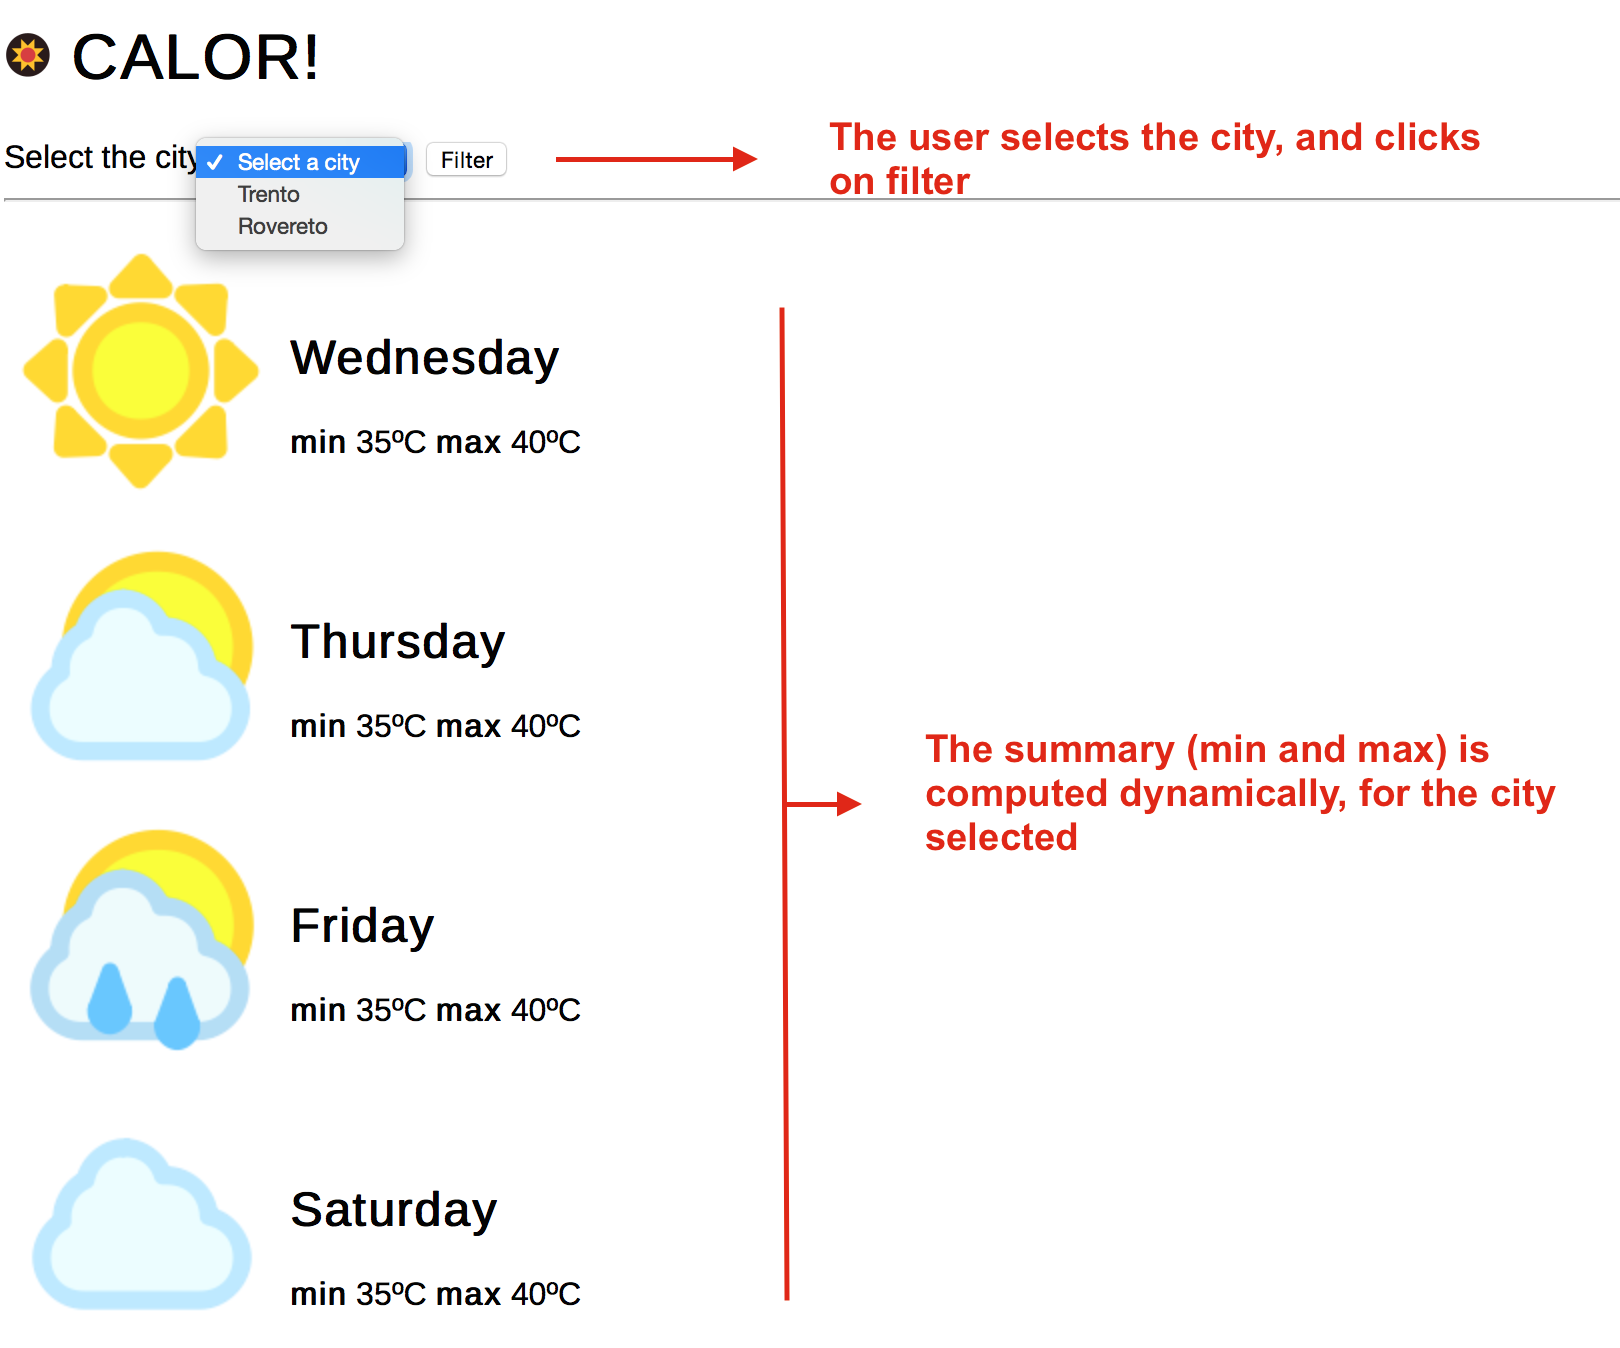 CALOR!
Select the city
Select a city
Trento
Rovereto
Filter
The user selects the city, and clicks
on filter
Wednesday
min 35ºC max 40ºC
Thursday
min 35ºC max 40ºC
The summary (min and max) is
computed dynamically, for the city
selected
Friday
min 35ºC max 40ºC
Saturday
min 35ºC max 40ºC